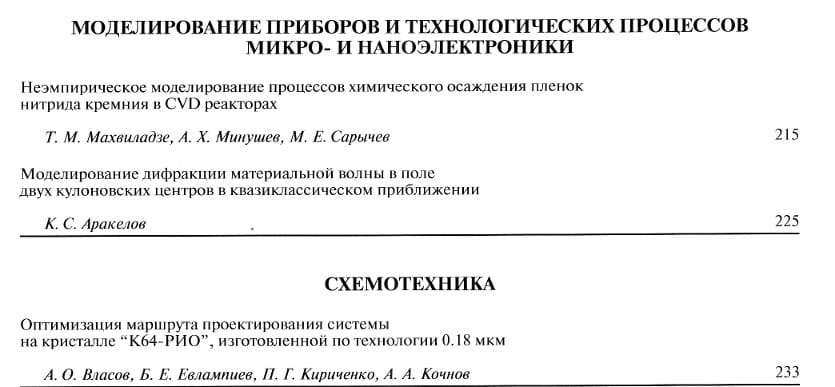 МОДЕЛИРОВАНИЕ ПРИБОРОВ И ТЕХНОЛОГИЧЕСКИХ ПРОЦЕССОВ
МИКРО- И НАНОЭЛЕКТРОНИКИ
Неэмпирическое моделирование процессов химического осаждения пленок
нитрида кремния в CVD реакторах
Т. М. Махвиладзе, А. Х. Минушев, М. Е. Сарычев 215
Моделирование дифракции материальной волны в поле
двух кулоновских центров в квазиклассическом приближении
К. С. Аракелов 225
СХЕМОТЕХНИКА
Оптимизация маршрута проектирования системы
на кристалле “К64-РИО”, изготовленной по технологии 0.18 мкм
А. О. Власов, Б. Е. Евлампиев, П. Г. Кириченко, А. А. Кочнов 233